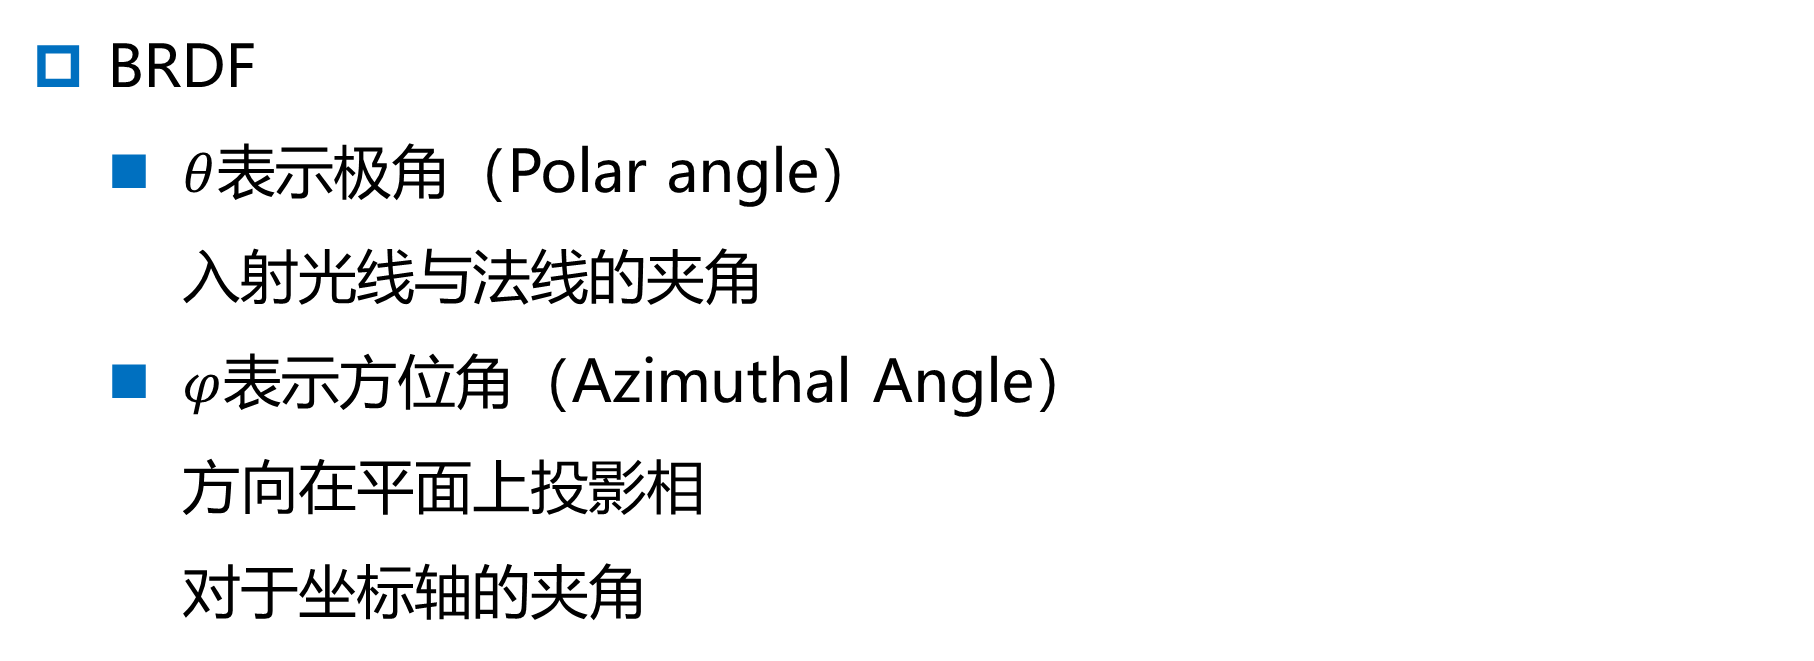 BRDF
θ表示极角（Polar angle）
入射光线与法线的夹角
φ表示方位角（Azimuthal Angle）
方向在平面上投影相
对于坐标轴的夹角